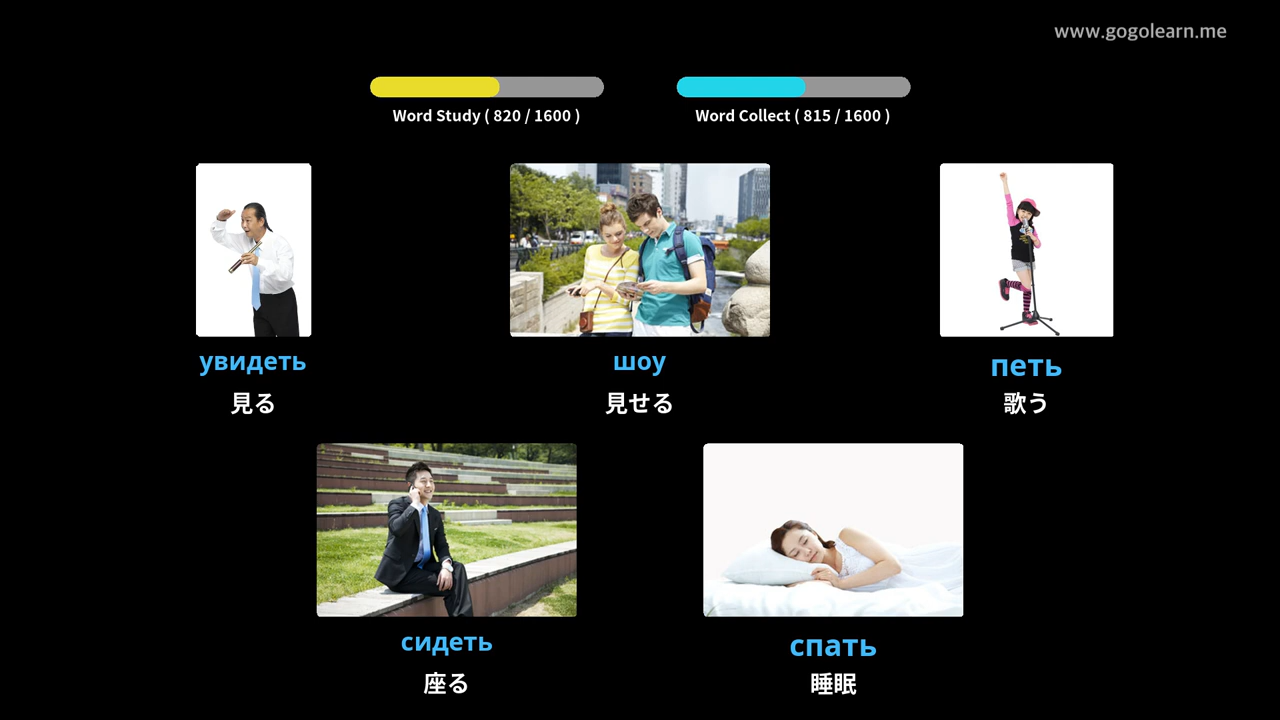 www.gogolearn.me
Word Study ( 820 / 1600 )
Word Collect ( 815 / 1600 )
увидеть
見る
шоу
見せる
петь
歌う
сидеть
座る
спать
睡眠